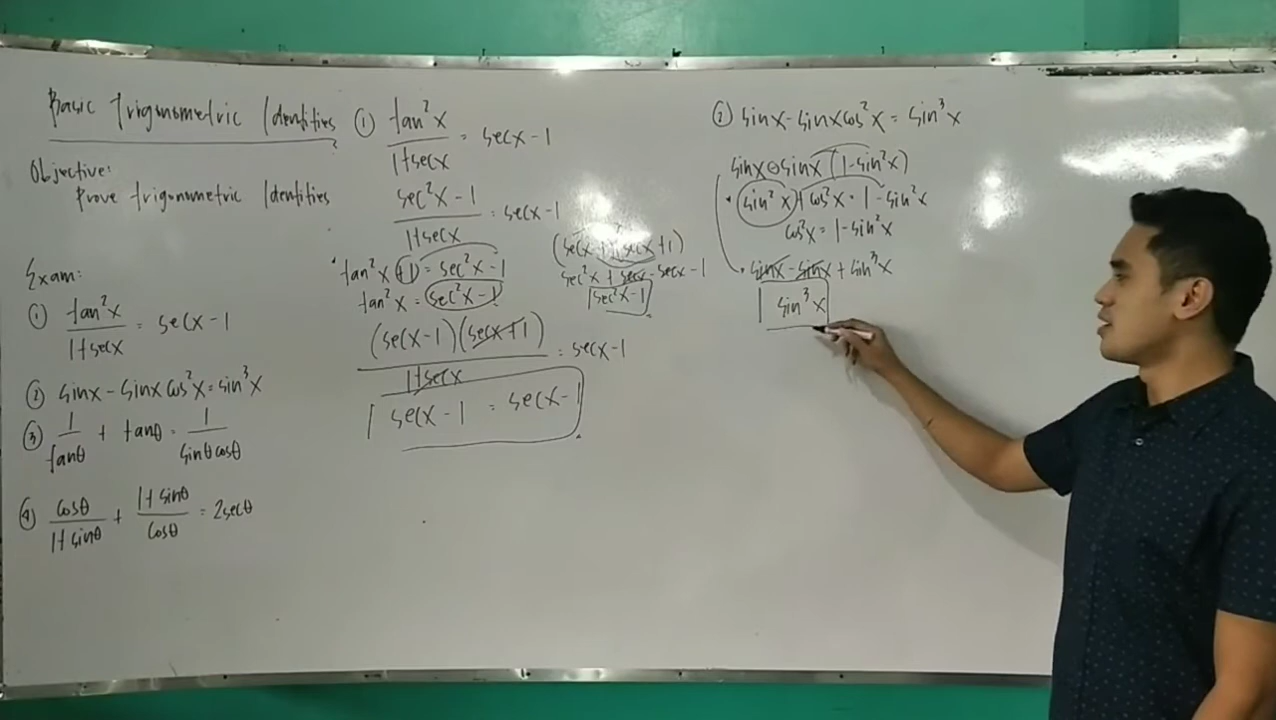 Basic Trigonometric Identities
Objective:
Prove trigonometric Identities
Exam:
① tan²x / 1+secx = secx-1
② sinx - sinx cos²x = sin³x
③ 1/tanθ + tanθ = 1/sinθcosθ
④ cosθ/1+sinθ + 1+sinθ/cosθ = 2secθ
① tan²x / 1+secx = secx-1
sec²x-1 / 1+secx = secx-1
tan²x +1 = sec²x-1
tan²x = sec²x-1
(secx-1)(secx+1) / 1+secx = secx-1
secx-1 = secx-1
(secx-1)(secx+1)
sec²x + secx - secx-1
sec²x-1
② sinx - sinxcos²x = sin³x
sinx - sinx (1-sin²x)
sin²x + cos²x = 1-sin²x
cos²x = 1-sin²x
sinx - sinx + sin³x
sin³x